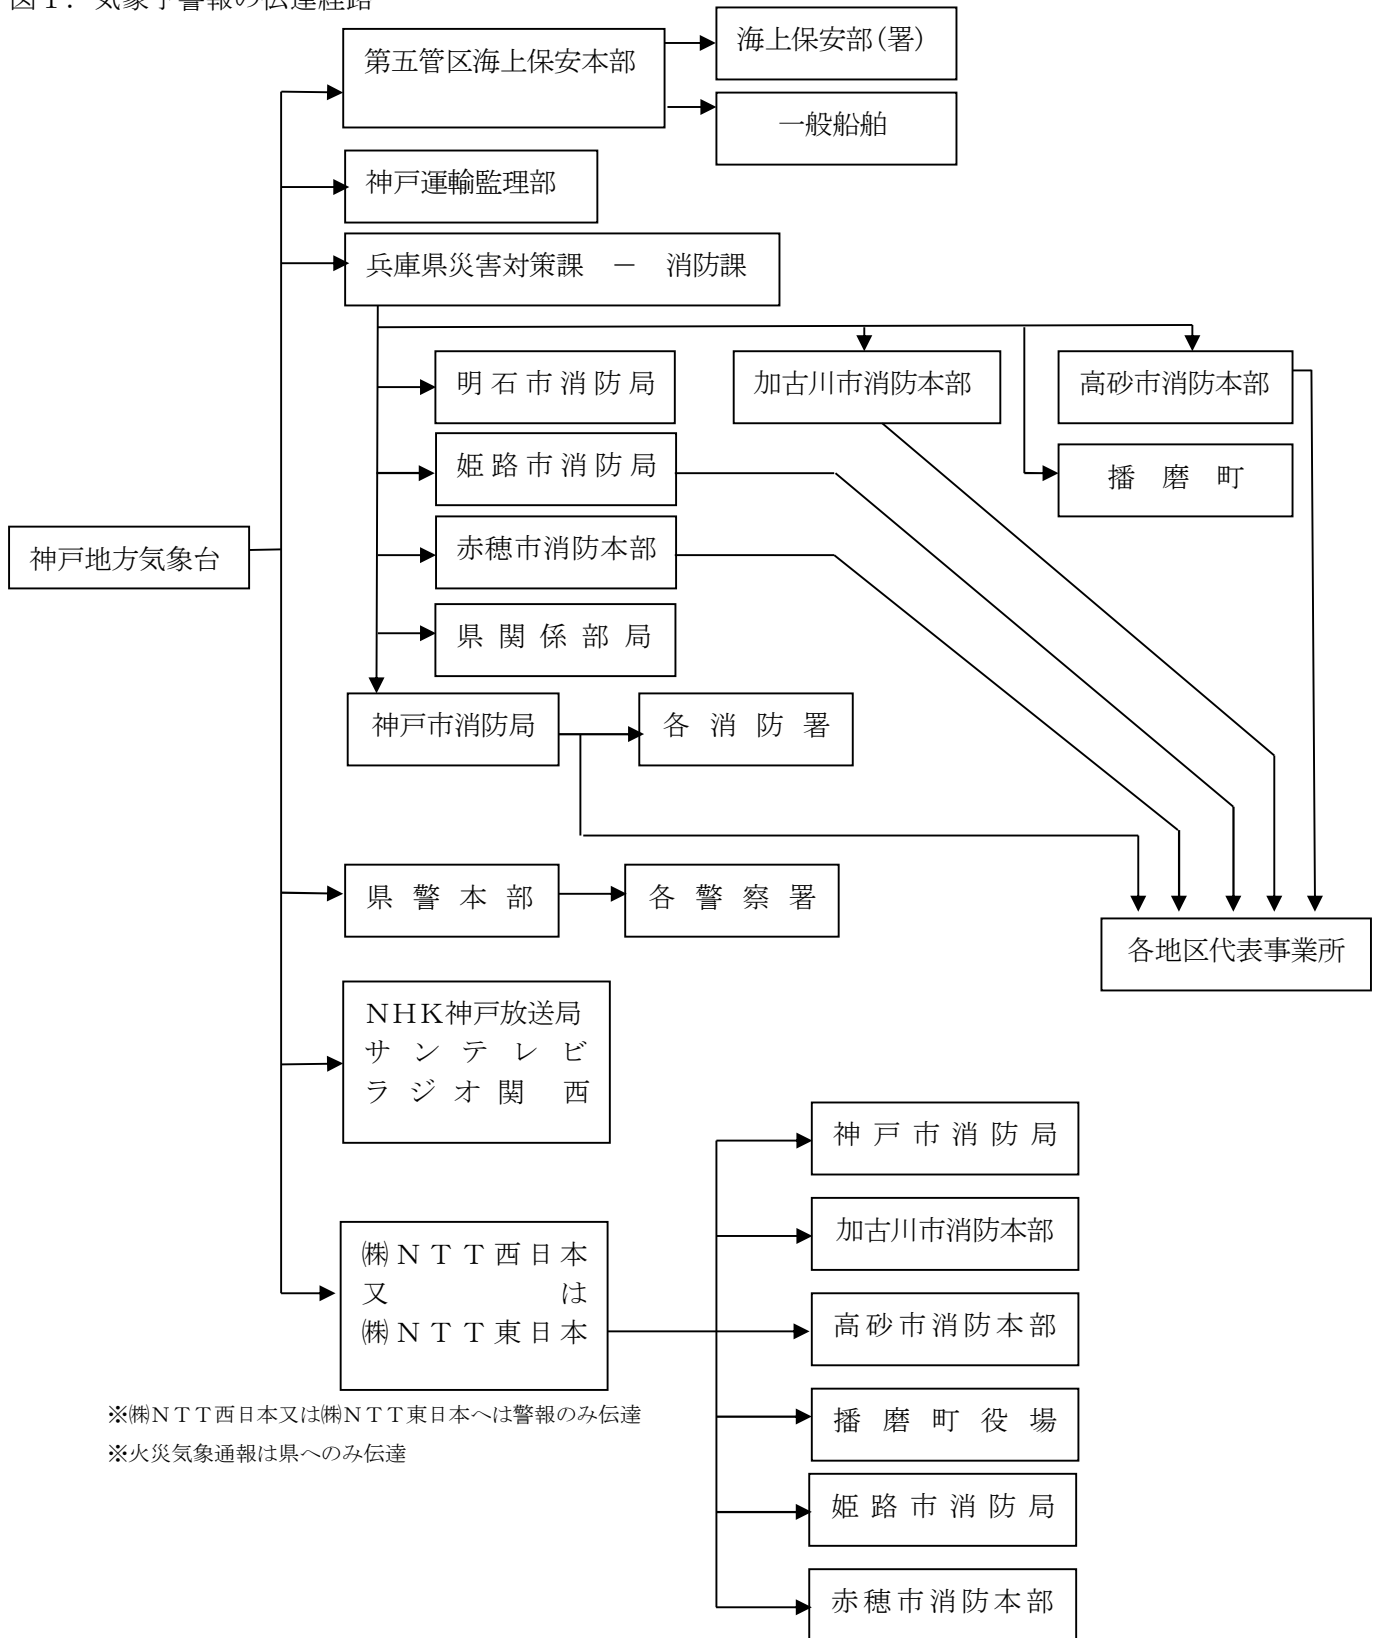 図１．気象予警報の伝達経路
第五管区海上保安本部
海上保安部(署)
一般船舶
神戸運輸監理部
兵庫県災害対策課　－　消防課
明石市消防局
加古川市消防本部
高砂市消防本部
姫路市消防局
播磨町
神戸地方気象台
赤穂市消防本部
県関係部局
神戸市消防局
各消防署
県警本部
各警察署
各地区代表事業所
ＮＨＫ神戸放送局
サンテレビ
ラジオ関西
神戸市消防局
加古川市消防本部
㈱ＮＴＴ西日本
又は
㈱ＮＴＴ東日本
高砂市消防本部
※㈱ＮＴＴ西日本又は㈱ＮＴＴ東日本へは警報のみ伝達
播磨町役場
※火災気象通報は県へのみ伝達
姫路市消防局
赤穂市消防本部